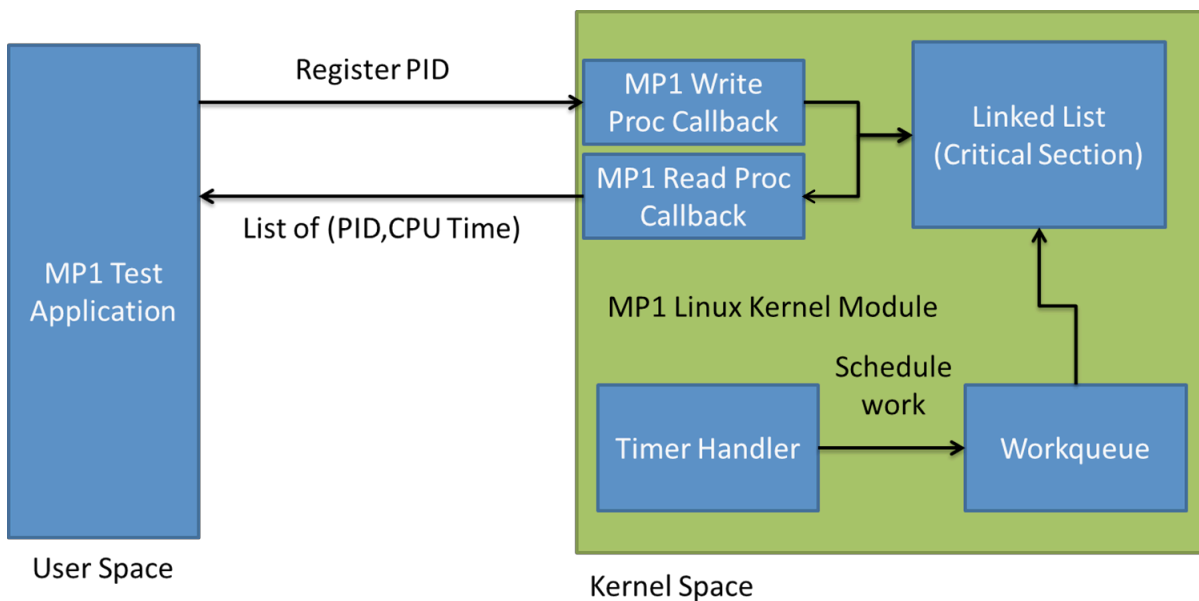 Register PID
MP1 Write
Proc Callback
Linked List
(Critical Section)
MP1 Read Proc
Callback
List of (PID,CPU Time)
MP1 Test
Application
MP1 Linux Kernel Module
Schedule
work
Timer Handler
Workqueue
User Space
Kernel Space